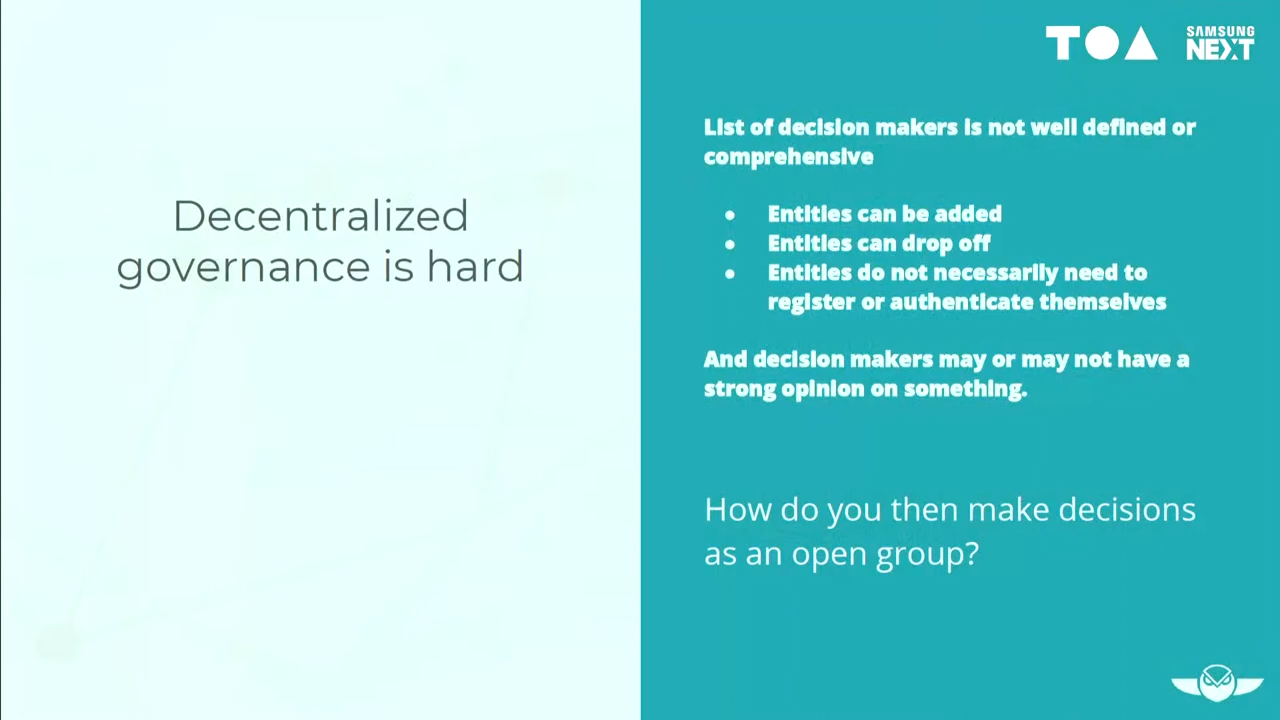 Decentralized
governance is hard
TOA
SAMSUNG
NEXT
List of decision makers is not well defined or
comprehensive
● Entities can be added
● Entities can drop off
● Entities do not necessarily need to
register or authenticate themselves
And decision makers may or may not have a
strong opinion on something.
How do you then make decisions
as an open group?